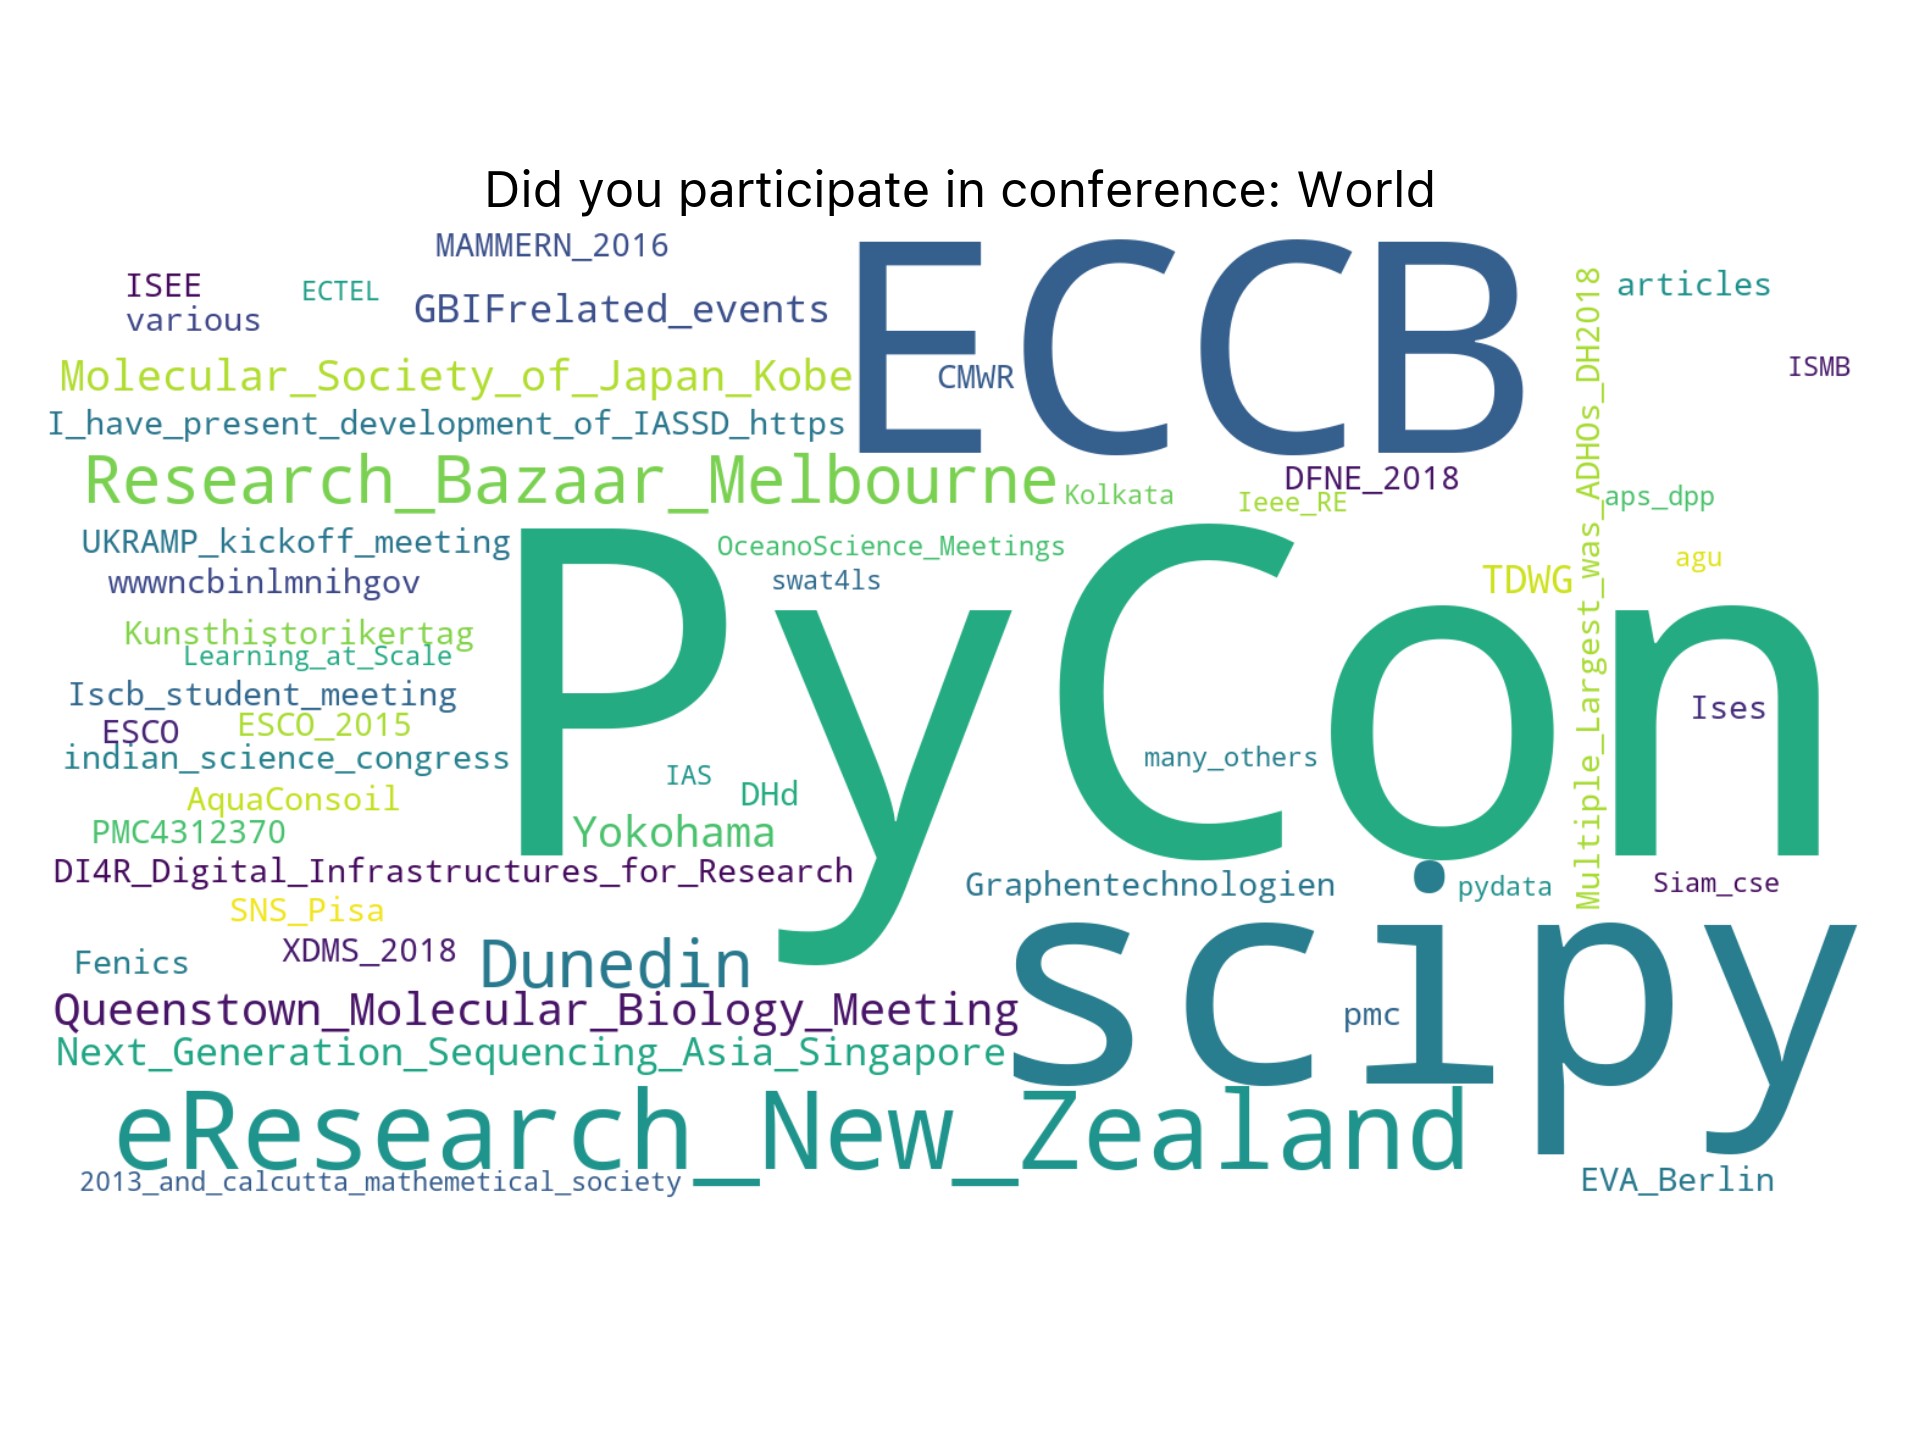 Did you participate in conference: World
MAMMERN_2016
ECCB
ISEE
ECTEL
articles
various
GBIFrelated_events
Multiple_Largest_was_ADHOs_DH2018
Molecular_Society_of_Japan_Kobe
CMWR
ISMB
I_have_present_development_of_IASSD_https
Research_Bazaar_Melbourne
Kolkata
DFNE_2018
Ieee_RE
aps_dpp
UKRAMP_kickoff_meeting
OceanoScience_Meetings
agu
wwwncbinlmnihgov
swat4ls
TDWG
PyCon
Kunsthistorikertag
Learning_at_Scale
Iscb_student_meeting
Ises
ESCO
ESCO_2015
indian_science_congress
many_others
IAS
DHd
AquaConsoil
PMC4312370
Yokohama
DI4R_Digital_Infrastructures_for_Research
Graphentechnologien
pydata
Siam_cse
SNS_Pisa
XDMS_2018
Fenics
Dunedin
scipy
Queenstown_Molecular_Biology_Meeting
pmc
Next_Generation_Sequencing_Asia_Singapore
eResearch_New_Zealand
2013_and_calcutta_mathemetical_society
EVA_Berlin